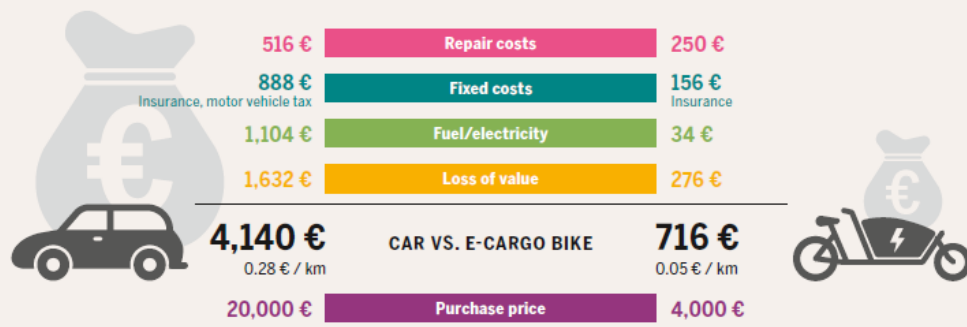 516 € Repair costs 250 €
888 € Fixed costs 156 €
Insurance, motor vehicle tax Insurance
1,104 € Fuel/electricity 34 €
1,632 € Loss of value 276 €
4,140 € CAR VS. E-CARGO BIKE 716 €
0.28 € / km 0.05 € / km
20,000 € Purchase price 4,000 €
€
€